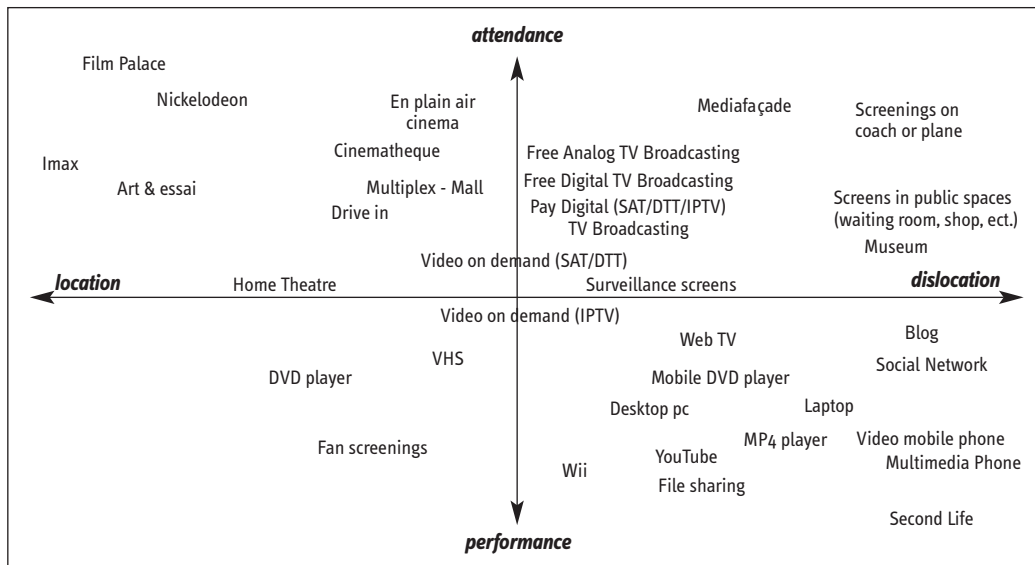 attendance
Film Palace
Nickelodeon
En plain air
cinema
Mediafaçade
Screenings on
coach or plane
Cinematheque
Free Analog TV Broadcasting
Imax
Art & essai
Multiplex - Mall
Free Digital TV Broadcasting
Drive in
Pay Digital (SAT/DTT/IPTV)
TV Broadcasting
Screens in public spaces
(waiting room, shop, ect.)
Museum
Video on demand (SAT/DTT)
location
Home Theatre
Surveillance screens
dislocation
Video on demand (IPTV)
Web TV
Blog
VHS
Social Network
DVD player
Mobile DVD player
Desktop pc
Laptop
Fan screenings
MP4 player
Video mobile phone
YouTube
Multimedia Phone
Wii
File sharing
Second Life
performance